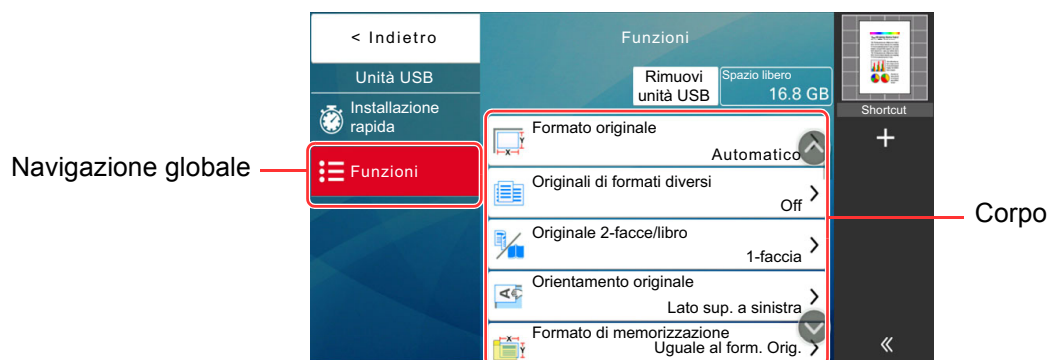 < Indietro
Funzioni
Unità USB
Rimuovi
unità USB
Spazio libero
16.8 GB
Shortcut
Installazione
rapida
Funzioni
Formato originale
Automatico
Originali di formati diversi
Off
Originale 2-facce/libro
1-faccia
Orientamento originale
Lato sup. a sinistra
Formato di memorizzazione
Uguale al form. Orig.
Navigazione globale
Corpo